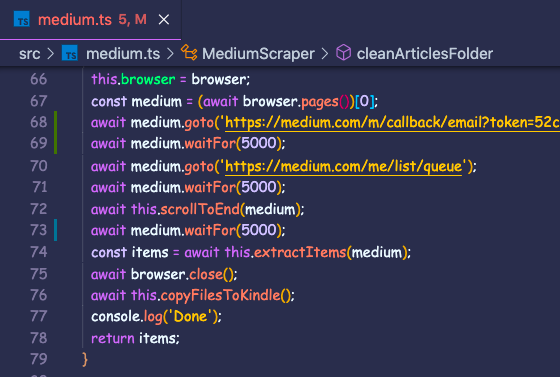 TS medium.ts 5, M ×
src > TS medium.ts > MediumScraper > cleanArticlesFolder
66 this.browser = browser;
67 const medium = (await browser.pages())[0];
68 await medium.goto('https://medium.com/m/callback/email?token=52c
69 await medium.waitFor(5000);
70 await medium.goto('https://medium.com/me/list/queue');
71 await medium.waitFor(5000);
72 await this.scrollToEnd(medium);
73 await medium.waitFor(5000);
74 const items = await this.extractItems(medium);
75 await browser.close();
76 await this.copyFilesToKindle();
77 console.log('Done');
78 return items;
79 }